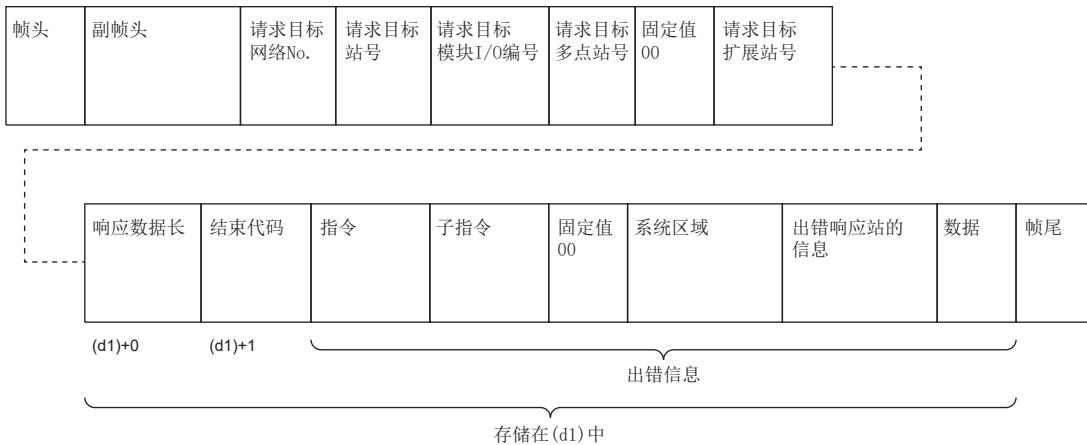 帧头
副帧头
请求目标
网络No.
请求目标
站号
请求目标
模块I/O编号
请求目标
多点站号
固定值
00
请求目标
扩展站号
响应数据长
结束代码
指令
子指令
固定值
00
系统区域
出错响应站的
信息
数据
帧尾
(d1)+0
(d1)+1
出错信息
存储在(d1)中